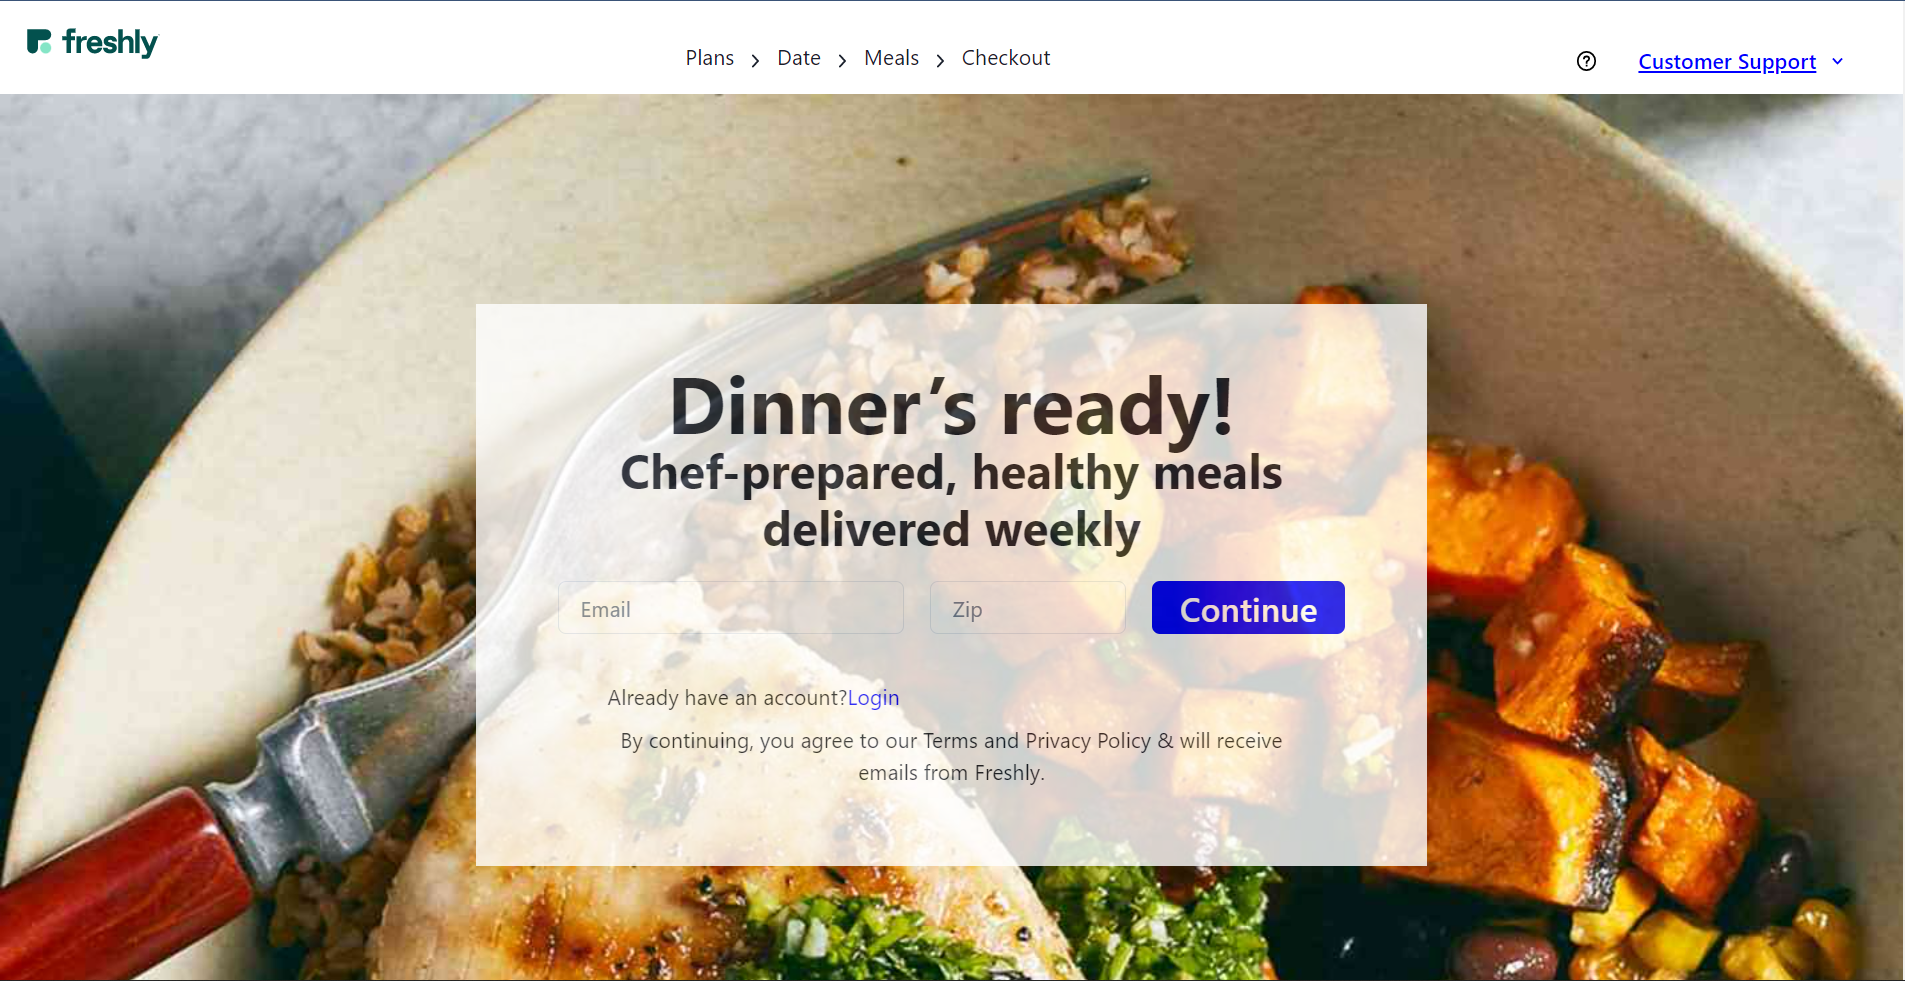 freshly
Plans > Date > Meals > Checkout
Customer Support
Dinner’s ready!
Chef-prepared, healthy meals
delivered weekly
Email
Zip
Continue
Already have an account?Login
By continuing, you agree to our Terms and Privacy Policy & will receive
emails from Freshly.